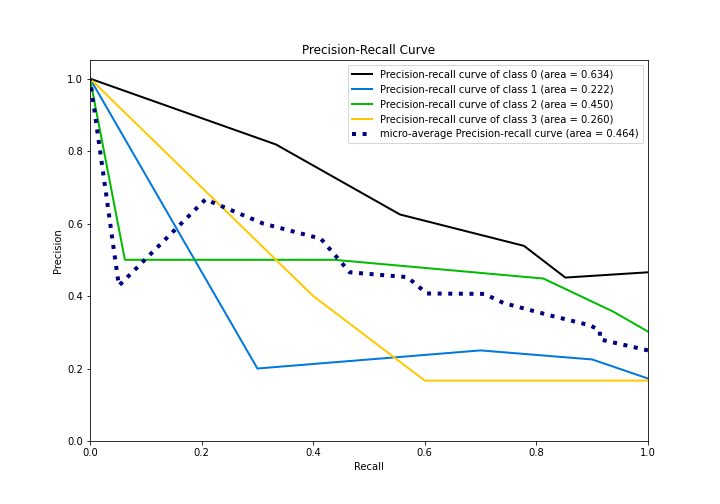 Precision-Recall Curve
Precision-recall curve of class 0 (area = 0.634)
Precision-recall curve of class 1 (area = 0.222)
Precision-recall curve of class 2 (area = 0.450)
Precision-recall curve of class 3 (area = 0.260)
micro-average Precision-recall curve (area = 0.464)
1.0
0.8
0.6
0.4
0.2
0.0
Precision
0.0 0.2 0.4 0.6 0.8 1.0
Recall